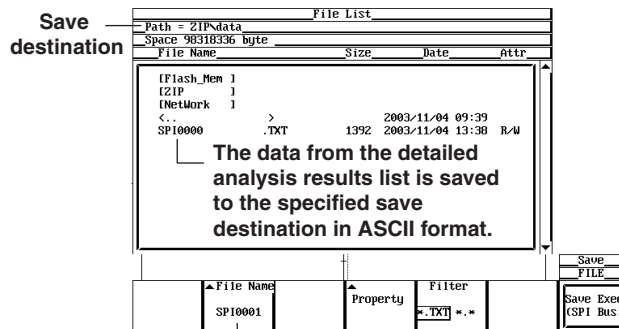 File List
Save
destination
Path = ZIP\data
Space 98318336 byte
File Name Size Date Attr
[Flash_Mem ]
[ZIP ]
[NetWork ]
<.. > 2003/11/04 09:39
SPI0000 .TXT 1392 2003/11/04 13:38 R/W
The data from the detailed
analysis results list is saved
to the specified save
destination in ASCII format.
Save
FILE
File Name
Property
Filter
SPI0001
*.TXT *.*
Save Exec
(SPI Bus